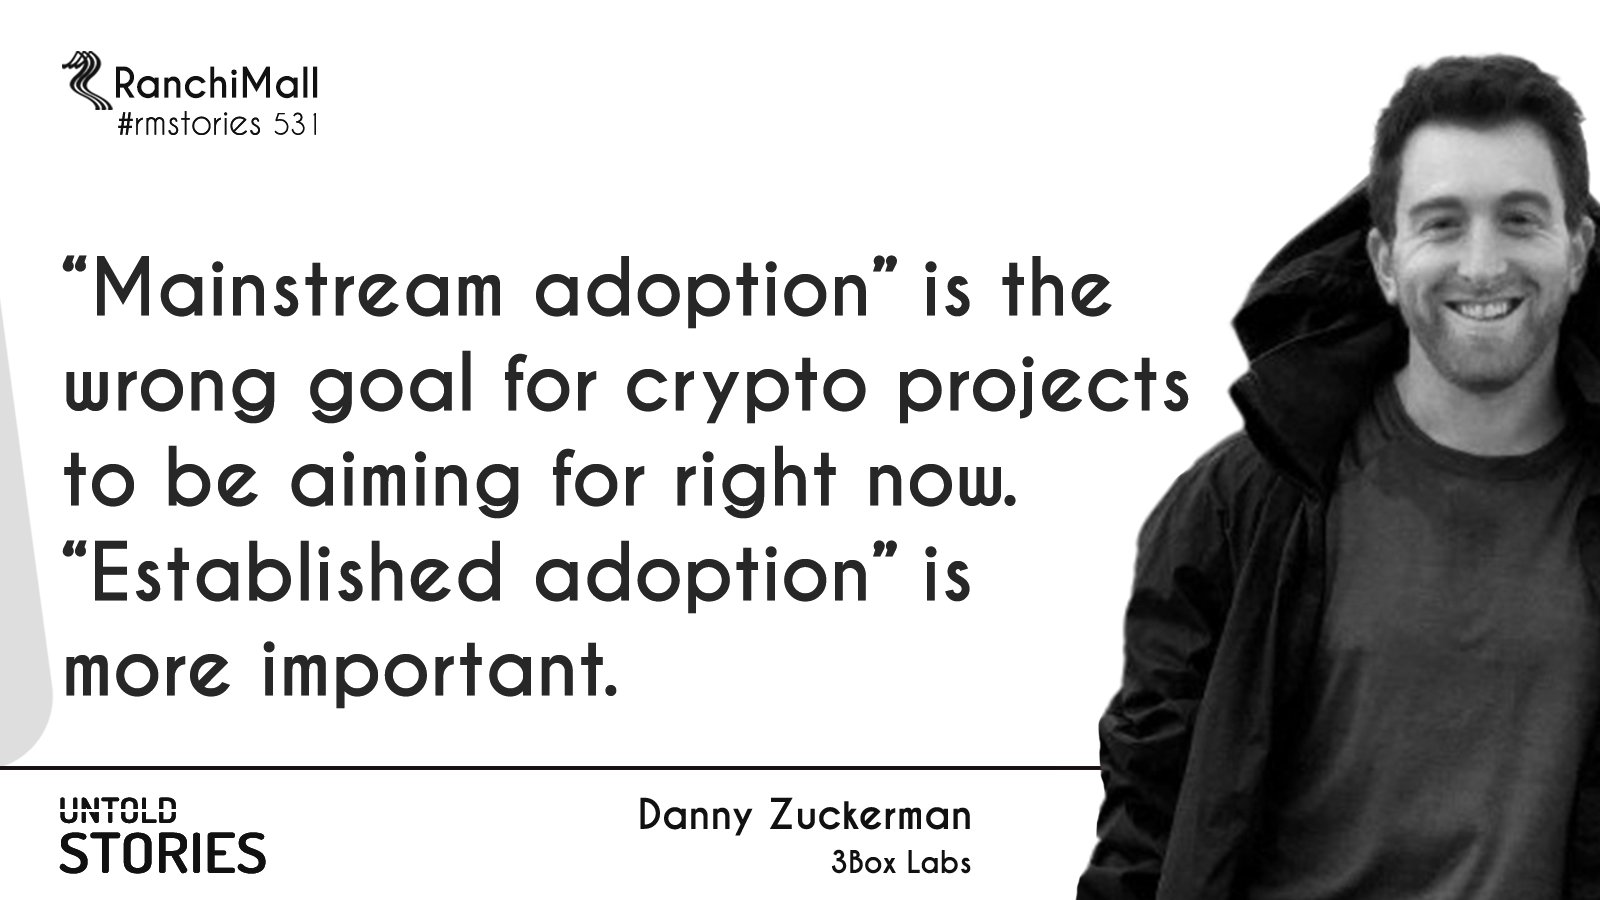 RanchiMall
#rmstories 531
“Mainstream adoption” is the
wrong goal for crypto projects
to be aiming for right now.
“Established adoption” is
more important.
UNTOLD
STORIES
Danny Zuckerman
3Box Labs